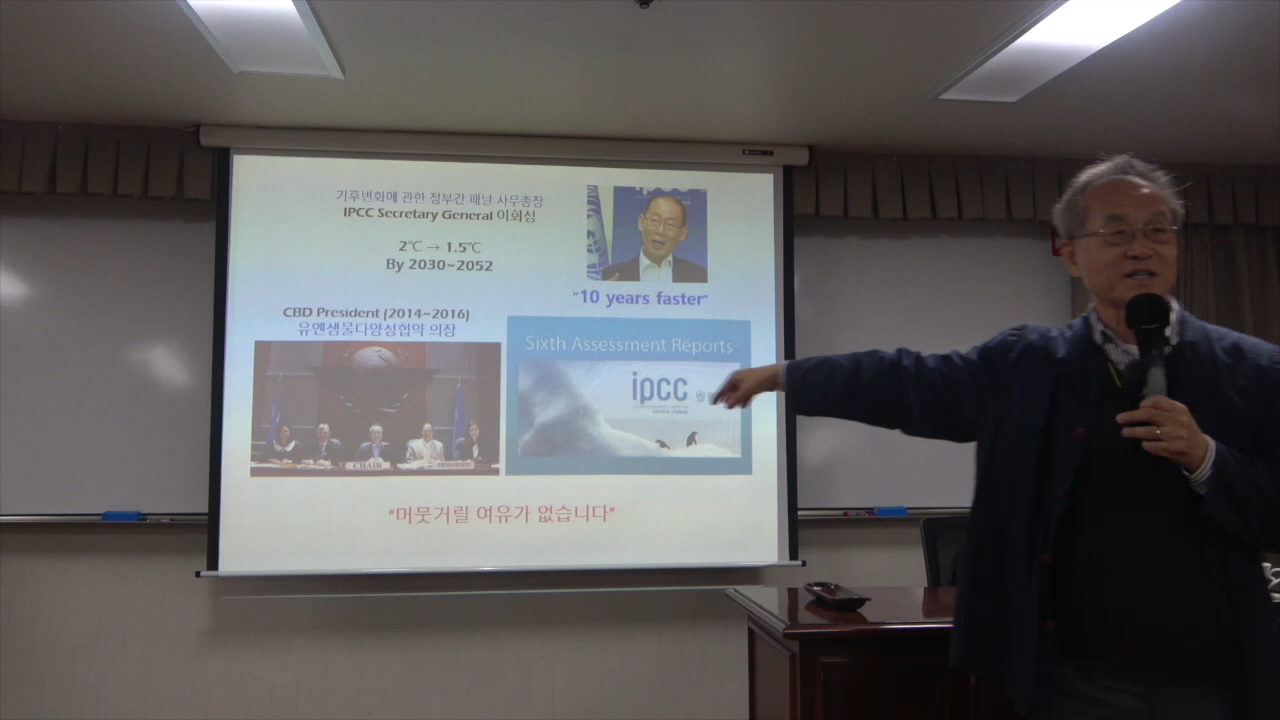 기후변화에 관한 정부간 패널 사무총장
IPCC Secretary General 이회성
2℃ → 1.5℃
By 2030~2052
"10 years faster"
CBD President (2014~2016)
유엔생물다양성협약 의장
CHAIR
Sixth Assessment Reports
ipcc
"머뭇거릴 여유가 없습니다"